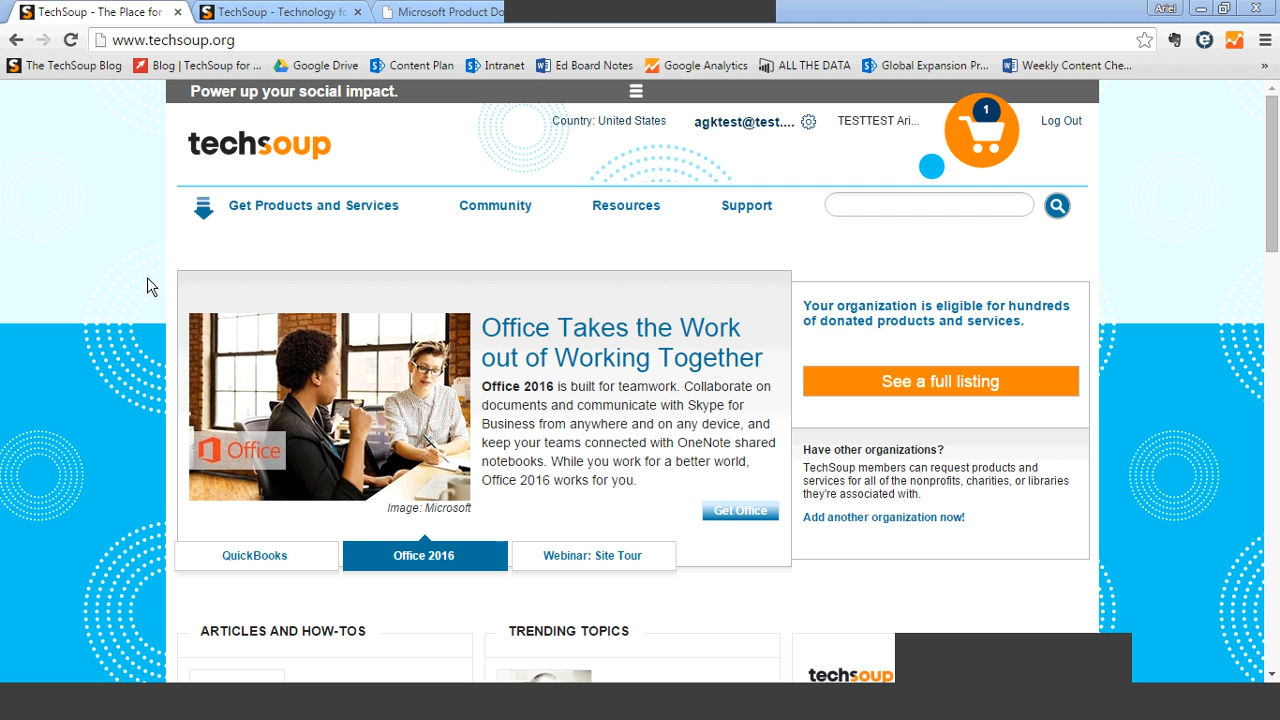 TechSoup - The Place for
TechSoup - Technology fo
Microsoft Product Do
Ariel
www.techsoup.org
The TechSoup Blog
Blog | TechSoup for ...
Google Drive
Content Plan
Intranet
Ed Board Notes
Google Analytics
ALL THE DATA
Global Expansion Pr...
Weekly Content Che...
»
Power up your social impact.
techsoup
Country: United States
agktest@test....
TESTTEST Ari...
1
Log Out
Get Products and Services
Community
Resources
Support
Office
Image: Microsoft
Office Takes the Work
out of Working Together
Office 2016 is built for teamwork. Collaborate on
documents and communicate with Skype for
Business from anywhere and on any device, and
keep your teams connected with OneNote shared
notebooks. While you work for a better world,
Office 2016 works for you.
Get Office
QuickBooks
Office 2016
Webinar: Site Tour
Your organization is eligible for hundreds
of donated products and services.
See a full listing
Have other organizations?
TechSoup members can request products and
services for all of the nonprofits, charities, or libraries
they're associated with.
Add another organization now!
ARTICLES AND HOW-TOS
TRENDING TOPICS
techsoup